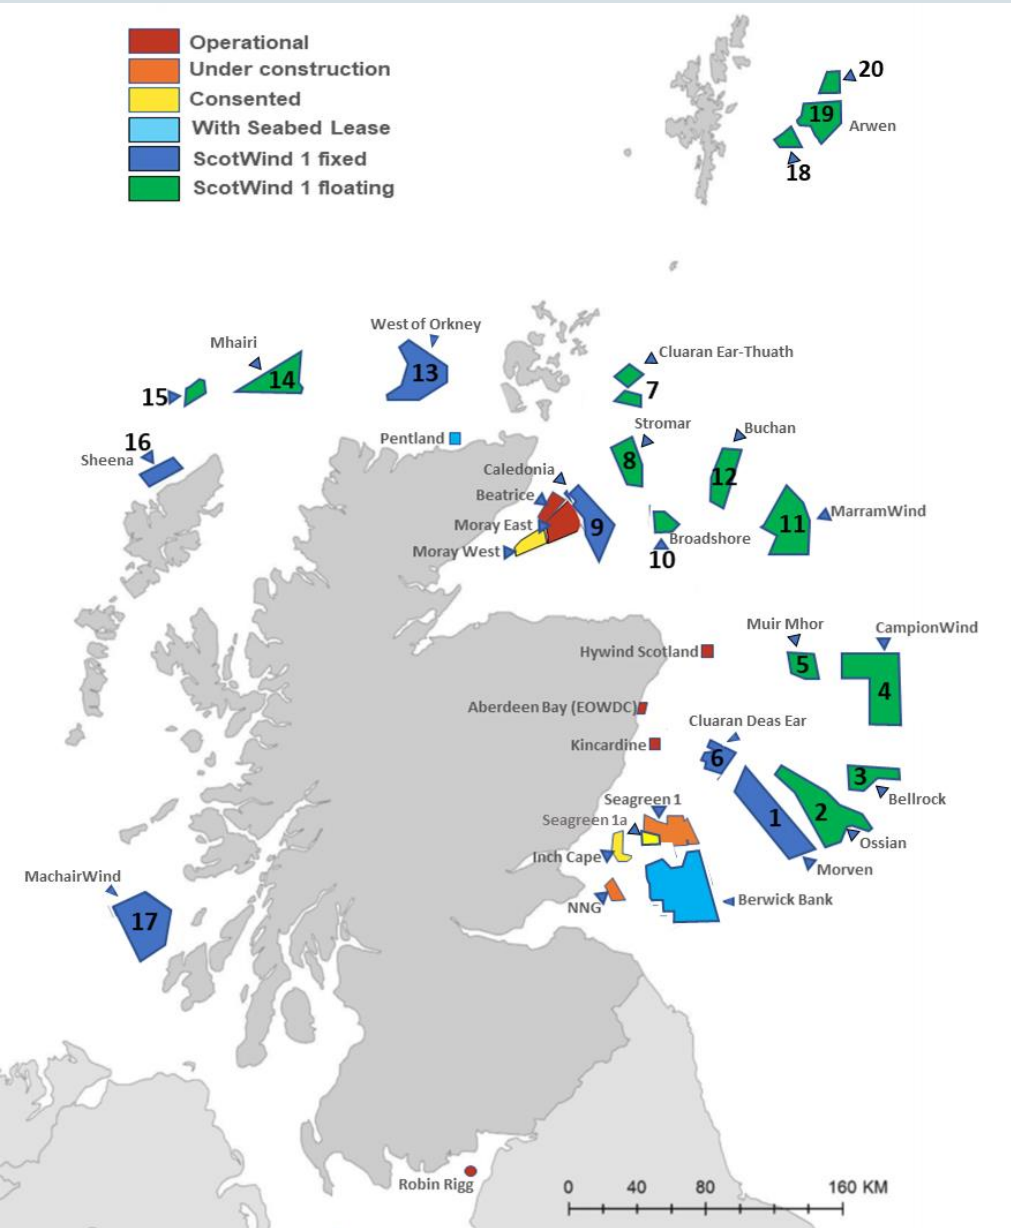 Operational
Under construction
Consented
With Seabed Lease
ScotWind 1 fixed
ScotWind 1 floating
20
19
Arwen
18
West of Orkney
Mhairi
13
14
15
Cluaran Ear-Thuath
7
Stromar
Buchan
Pentland
16
Sheena
8
12
Caledonia
Beatrice
Moray East
9
Moray West
MarramWind
11
Broadshore
10
Muir Mhor
CampionWind
Hywind Scotland
5
4
Aberdeen Bay (EOWDC)
Cluaran Deas Ear
Kincardine
6
3
Bellrock
Seagreen 1
Seagreen 1a
1
2
Ossian
Inch Cape
Morven
MachairWind
17
NNG
Berwick Bank
Robin Rigg
0 40 80 160 KM